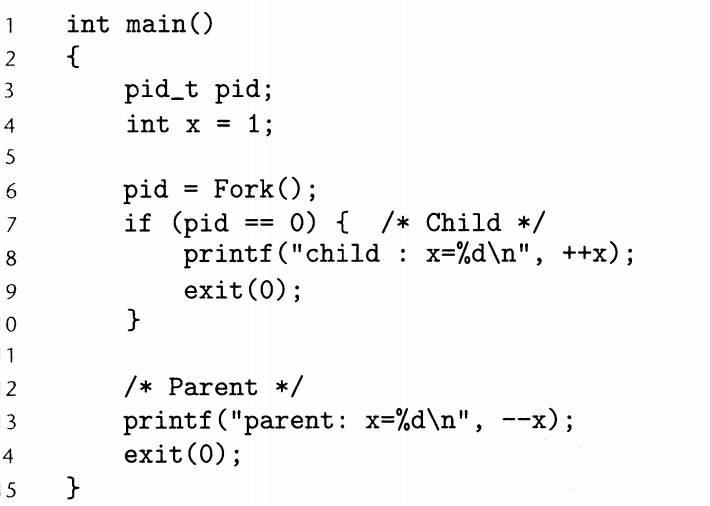 1 int main()
2 {
3 pid_t pid;
4 int x = 1;
5
6 pid = Fork();
7 if (pid == 0) { /* Child */
8 printf("child : x=%d\n", ++x);
9 exit(0);
0 }
1
2 /* Parent */
3 printf("parent: x=%d\n", --x);
4 exit(0);
5 }